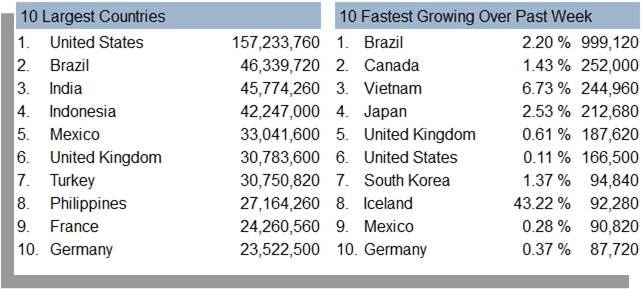 10 Largest Countries
1. United States 157,233,760
2. Brazil 46,339,720
3. India 45,774,260
4. Indonesia 42,247,000
5. Mexico 33,041,600
6. United Kingdom 30,783,600
7. Turkey 30,750,820
8. Philippines 27,164,260
9. France 24,260,560
10. Germany 23,522,500
10 Fastest Growing Over Past Week
1. Brazil 2.20 % 999,120
2. Canada 1.43 % 252,000
3. Vietnam 6.73 % 244,960
4. Japan 2.53 % 212,680
5. United Kingdom 0.61 % 187,620
6. United States 0.11 % 166,500
7. South Korea 1.37 % 94,840
8. Iceland 43.22 % 92,280
9. Mexico 0.28 % 90,820
10. Germany 0.37 % 87,720